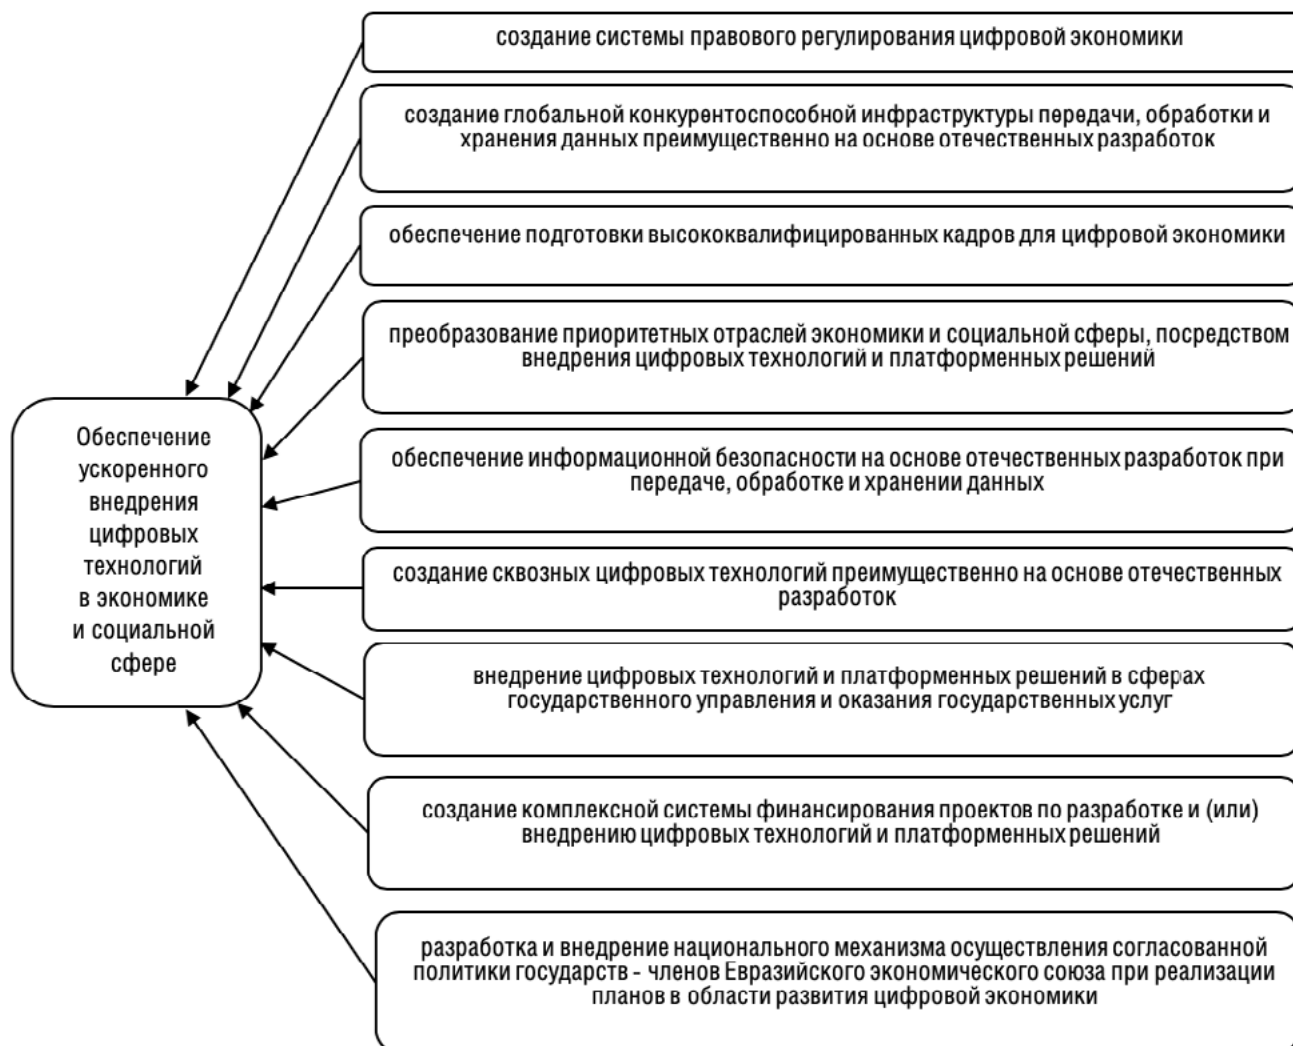 создание системы правового регулирования цифровой экономики
создание глобальной конкурентоспособной инфраструктуры передачи, обработки и
хранения данных преимущественно на основе отечественных разработок
обеспечение подготовки высококвалифицированных кадров для цифровой экономики
преобразование приоритетных отраслей экономики и социальной сферы, посредством
внедрения цифровых технологий и платформенных решений
Обеспечение
ускоренного
внедрения
цифровых
технологий
в экономике
и социальной
сфере
обеспечение информационной безопасности на основе отечественных разработок при
передаче, обработке и хранении данных
создание сквозных цифровых технологий преимущественно на основе отечественных
разработок
внедрение цифровых технологий и платформенных решений в сферах
государственного управления и оказания государственных услуг
создание комплексной системы финансирования проектов по разработке и (или)
внедрению цифровых технологий и платформенных решений
разработка и внедрение национального механизма осуществления согласованной
политики государств - членов Евразийского экономического союза при реализации
планов в области развития цифровой экономики